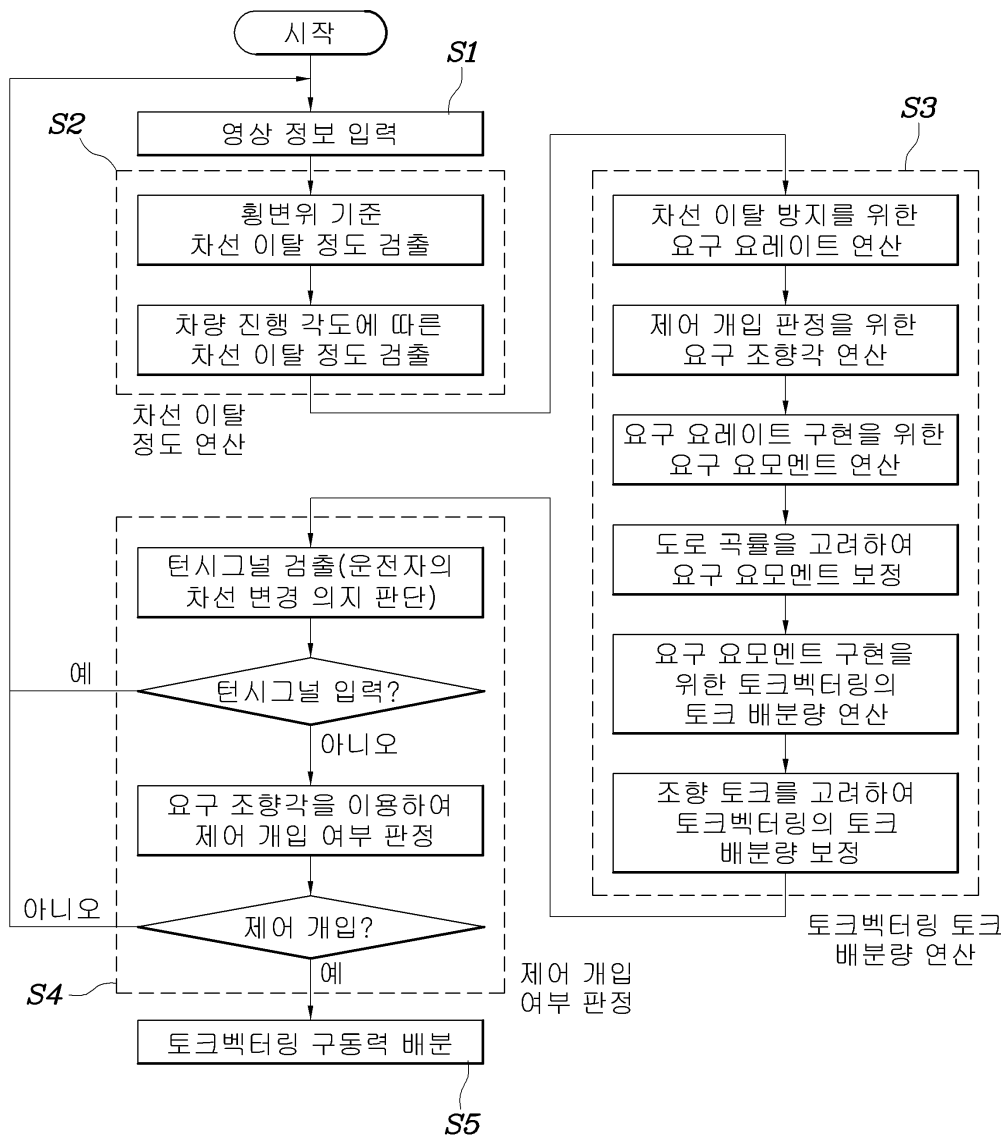 시작
S1
영상 정보 입력
S2
횡변위 기준
차선 이탈 정도 검출
차량 진행 각도에 따른
차선 이탈 정도 검출
차선 이탈
정도 연산
S3
차선 이탈 방지를 위한
요구 요레이트 연산
제어 개입 판정을 위한
요구 조향각 연산
요구 요레이트 구현을 위한
요구 요모멘트 연산
도로 곡률을 고려하여
요구 요모멘트 보정
요구 요모멘트 구현을
위한 토크벡터링의
토크 배분량 연산
조향 토크를 고려하여
토크벡터링의 토크
배분량 보정
토크벡터링 토크
배분량 연산
턴시그널 검출(운전자의
차선 변경 의지 판단)
턴시그널 입력?
예
아니오
요구 조향각을 이용하여
제어 개입 여부 판정
제어 개입?
아니오
예
S4
제어 개입
여부 판정
토크벡터링 구동력 배분
S5